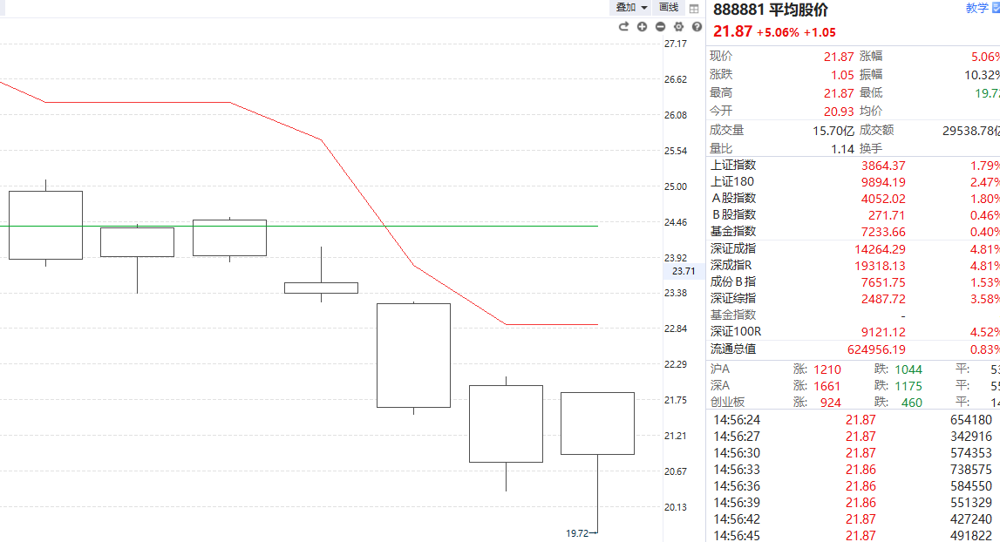 叠加 画线
888881 平均股价 教学
21.87 +5.06% +1.05
现价 21.87 涨幅 5.06%
涨跌 1.05 振幅 10.32%
最高 21.87 最低 19.7
今开 20.93 均价
成交量 15.70亿 成交额 29538.78亿
量比 1.14 换手
上证指数 3864.37 1.79%
上证180 9894.19 2.47%
A股指数 4052.02 1.80%
B股指数 271.71 0.46%
基金指数 7233.66 0.40%
深证成指 14264.29 4.81%
深成指R 19318.13 4.81%
成份B指 7651.75 1.53%
深证综指 2487.72 3.58%
基金指数 -
深证100R 9121.12 4.52%
流通总值 624956.19 0.83%
沪A 涨: 1210 跌: 1044 平: 5
深A 涨: 1661 跌: 1175 平: 5
创业板 涨: 924 跌: 460 平: 1
14:56:24 21.87 654180
14:56:27 21.87 342916
14:56:30 21.87 574353
14:56:33 21.86 738575
14:56:36 21.86 584550
14:56:39 21.86 551329
14:56:42 21.87 427240
14:56:45 21.87 491822
27.17
26.62
26.08
25.54
25.00
24.46
23.92
23.71
23.38
22.84
22.29
21.75
21.21
20.67
20.13
19.72